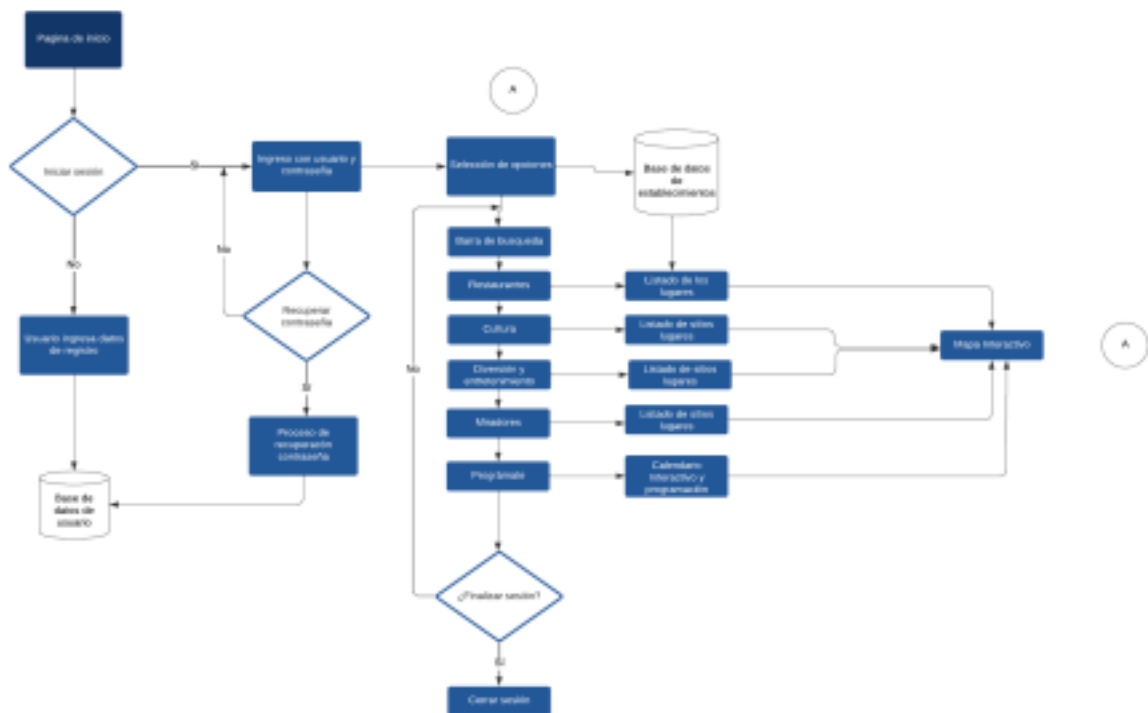 Pagina de inicio
A
Iniciar sesión
Si
Ingreso con usuario y
contraseña
Selección de opciones
Base de datos
de
establecimientos
No
No
Barra de busqueda
Restaurantes
Listado de los
lugares
Recuperar
contraseña
Usuario ingresa datos
de registro
Cultura
Listado de sitios
lugares
Mapa Interactivo
A
No
Diversión y
entretenimiento
Listado de sitios
lugares
Si
Miradores
Listado de sitios
lugares
Proceso de
recuperación
contraseña
Prográmate
Calendario
Interactivo y
programación
Base de
datos de
usuario
¿Finalizar sesión?
Si
Cerrar sesión